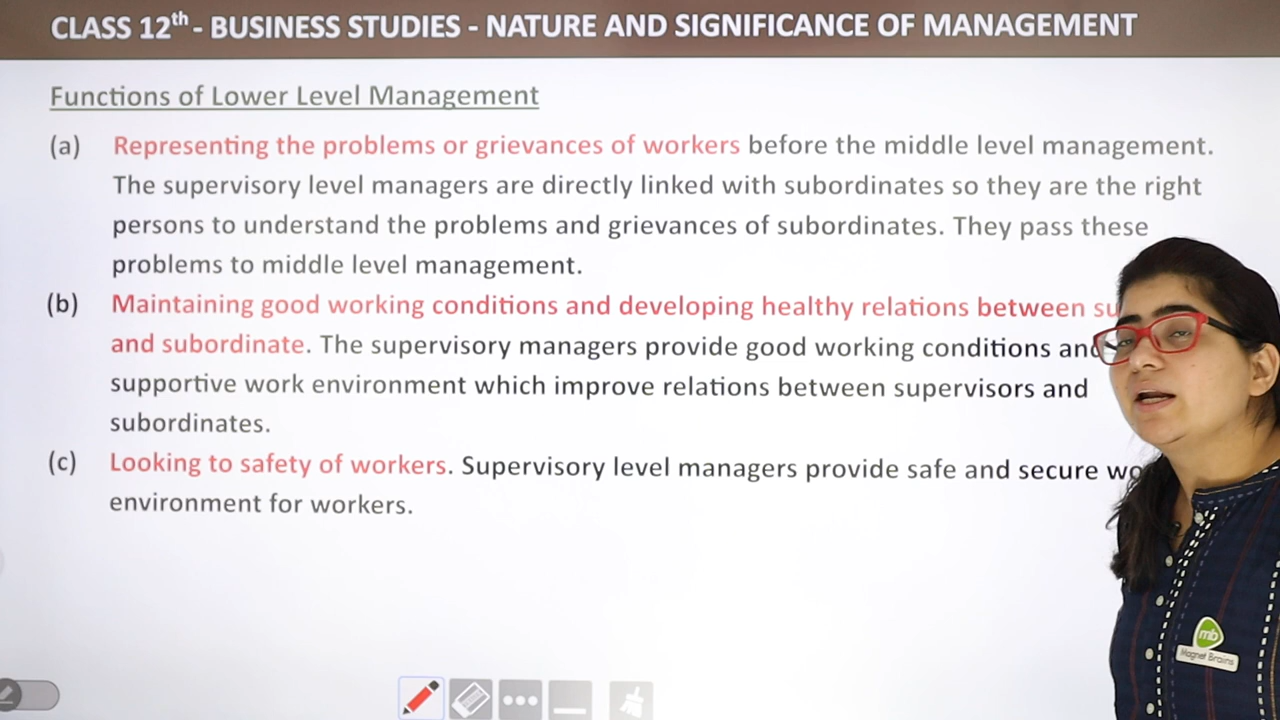 CLASS 12th - BUSINESS STUDIES - NATURE AND SIGNIFICANCE OF MANAGEMENT
Functions of Lower Level Management
(a) Representing the problems or grievances of workers before the middle level management.
The supervisory level managers are directly linked with subordinates so they are the right
persons to understand the problems and grievances of subordinates. They pass these
problems to middle level management.
(b) Maintaining good working conditions and developing healthy relations between
and subordinate. The supervisory managers provide good working conditions and
supportive work environment which improve relations between supervisors and
subordinates.
(c) Looking to safety of workers. Supervisory level managers provide safe and secure
environment for workers.
mb
Magnet Brains